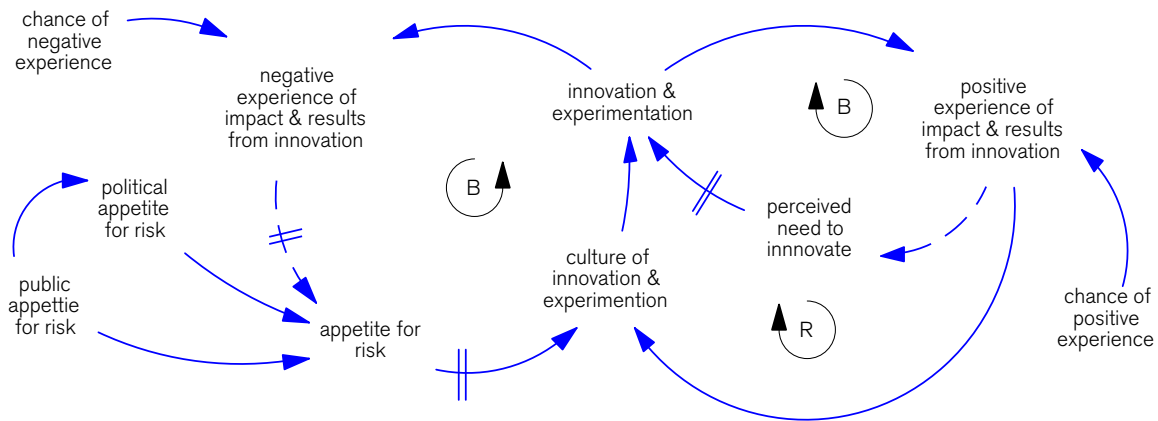 chance of
negative
experience
negative
experience of
impact & results
from innovation
innovation &
experimentation
B
positive
experience of
impact & results
from innovation
political
appetite
for risk
B
perceived
need to
innnovate
public
appettie
for risk
culture of
innovation &
experimention
appetite for
risk
R
chance of
positive
experience